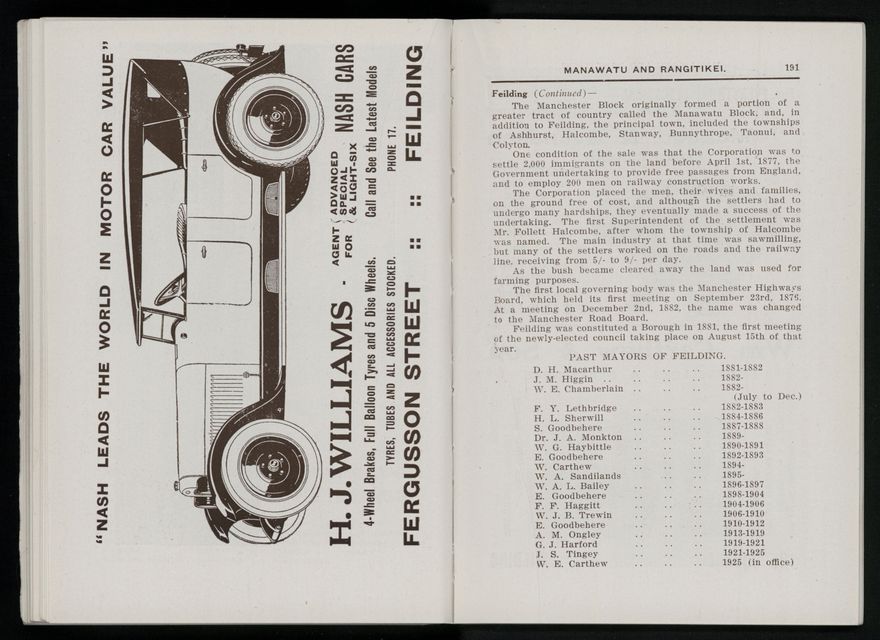 "NASH LEADS THE WORLD IN MOTOR CAR VALUE"
H. J. WILLIAMS - AGENT FOR { ADVANCED SPECIAL & LIGHT-SIX } NASH CARS
4-Wheel Brakes, Full Balloon Tyres and 5 Disc Wheels. Call and See the Latest Models
TYRES, TUBES AND ALL ACCESSORIES STOCKED. PHONE 17.
FERGUSSON STREET :: :: FEILDING
MANAWATU AND RANGITIKEI. 191
Feilding (Continued)—
The Manchester Block originally formed a portion of a
greater tract of country called the Manawatu Block, and, in
addition to Feilding, the principal town, included the townships
of Ashhurst, Halcombe, Stanway, Bunnythrope, Taonui, and
Colyton.
One condition of the sale was that the Corporation was to
settle 2,000 immigrants on the land before April 1st, 1877, the
Government undertaking to provide free passages from England,
and to employ 200 men on railway construction works.
The Corporation placed the men, their wives and families,
on the ground free of cost, and although the settlers had to
undergo many hardships, they eventually made a success of the
undertaking. The first Superintendent of the settlement was
Mr. Follett Halcombe, after whom the township of Halcombe
was named. The main industry at that time was sawmilling,
but many of the settlers worked on the roads and the railway
line, receiving from 5/- to 9/- per day.
As the bush became cleared away the land was used for
farming purposes.
The first local governing body was the Manchester Highways
Board, which held its first meeting on September 23rd, 1876.
At a meeting on December 2nd, 1882, the name was changed
to the Manchester Road Board.
Feilding was constituted a Borough in 1881, the first meeting
of the newly-elected council taking place on August 15th of that
year.
PAST MAYORS OF FEILDING.
D. H. Macarthur .. .. .. 1881-1882
J. M. Higgin .. .. .. .. 1882-
W. E. Chamberlain .. .. .. 1882-
(July to Dec.)
F. Y. Lethbridge .. .. .. 1882-1883
H. L. Sherwill .. .. .. 1884-1886
S. Goodbehere .. .. .. 1887-1888
Dr. J. A. Monkton .. .. .. 1889-
W. G. Haybittle .. .. .. 1890-1891
E. Goodbehere .. .. .. 1892-1893
W. Carthew .. .. .. 1894-
W. A. Sandilands .. .. .. 1895-
W. A. L. Bailey .. .. .. 1896-1897
E. Goodbehere .. .. .. 1898-1904
F. F. Haggitt .. .. .. 1904-1906
W. J. B. Trewin .. .. .. 1906-1910
E. Goodbehere .. .. .. 1910-1912
A. M. Ongley .. .. .. 1913-1919
G. J. Harford .. .. .. 1919-1921
J. S. Tingey .. .. .. 1921-1925
W. E. Carthew .. .. .. 1925 (in office)